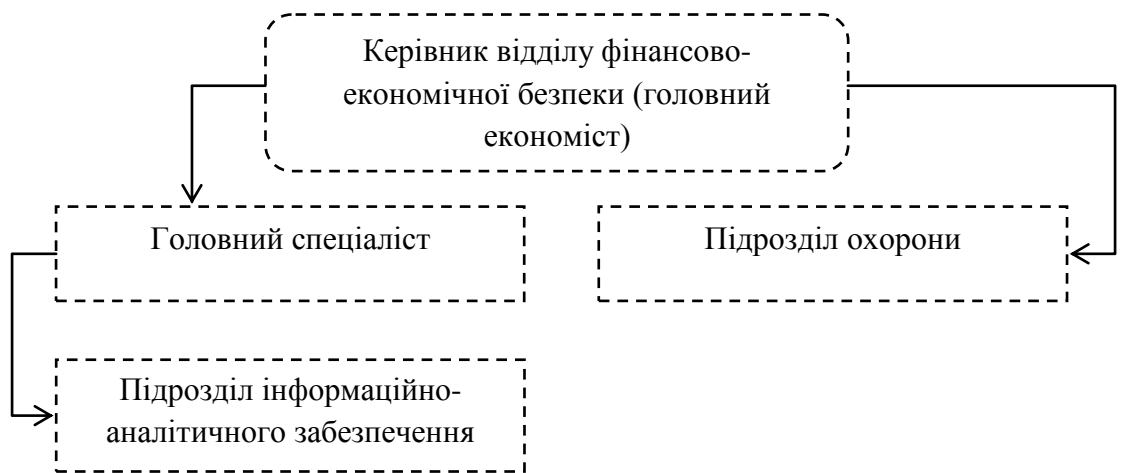 Керівник відділу фінансово-
економічної безпеки (головний
економіст)
Головний спеціаліст
Підрозділ охорони
Підрозділ інформаційно-
аналітичного забезпечення